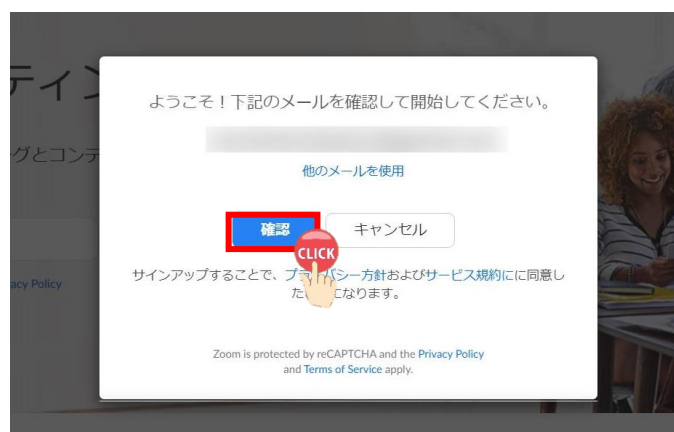 ティン
ようこそ！下記のメールを確認して開始してください。
グとコンテ
他のメールを使用
確認
キャンセル
CLICK
サインアップすることで、プライバシー方針およびサービス規約にに同意し
た になります。
acy Policy
Zoom is protected by reCAPTCHA and the Privacy Policy
and Terms of Service apply.